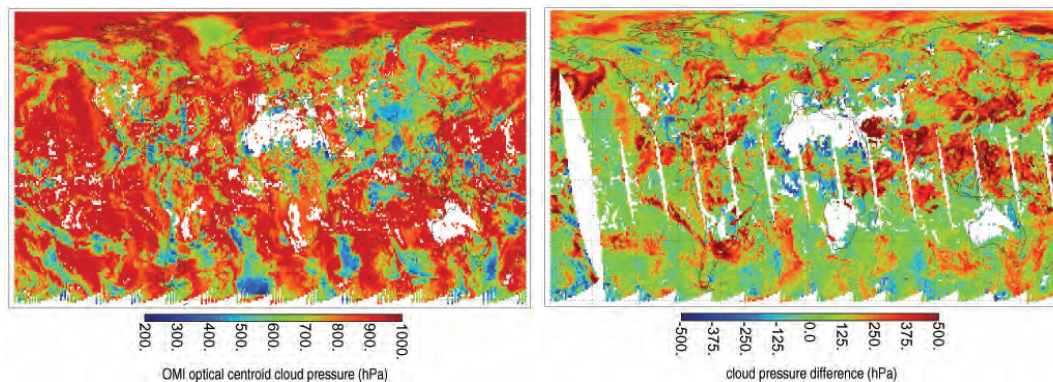 200. 300. 400. 500. 600. 700. 800. 900. 1000.
OMI optical centroid cloud pressure (hPa)
-500. -375. -250. -125. 0.0 125. 250. 375. 500.
cloud pressure difference (hPa)